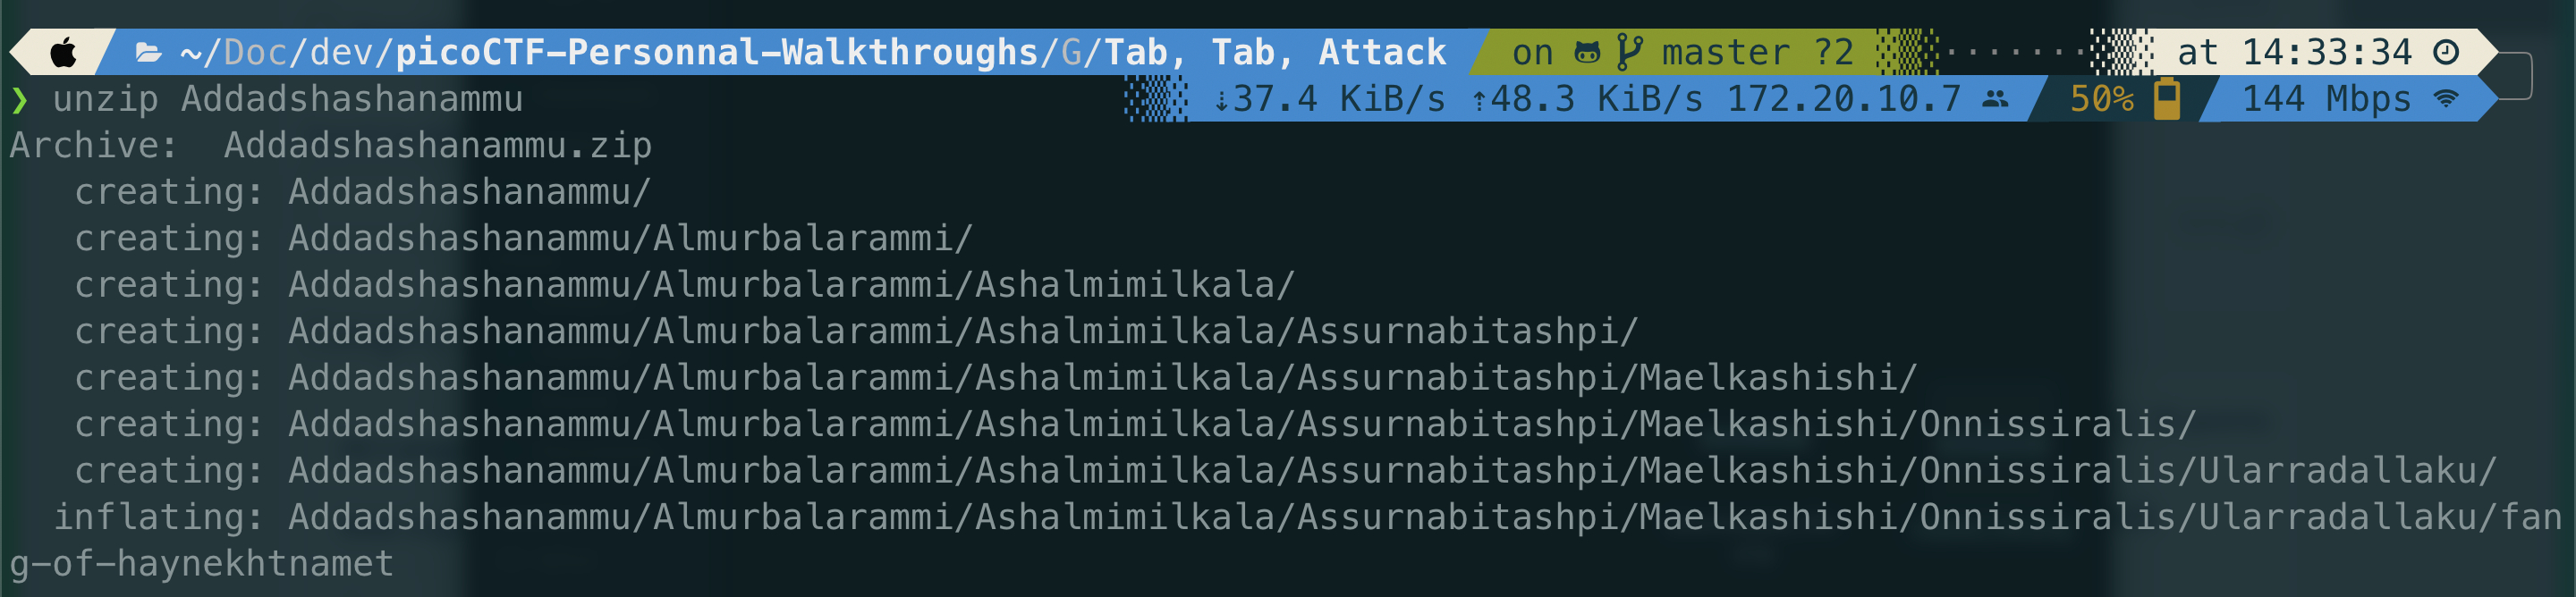 ~/Doc/dev/picoCTF-Personnal-Walkthroughs/G/Tab, Tab, Attack on master ?2 ······· at 14:33:34
❯ unzip Addadshashanammu ⇣37.4 KiB/s ⇡48.3 KiB/s 172.20.10.7 50% 144 Mbps
Archive:  Addadshashanammu.zip
creating: Addadshashanammu/
creating: Addadshashanammu/Almurbalarammi/
creating: Addadshashanammu/Almurbalarammi/Ashalmimilkala/
creating: Addadshashanammu/Almurbalarammi/Ashalmimilkala/Assurnabitashpi/
creating: Addadshashanammu/Almurbalarammi/Ashalmimilkala/Assurnabitashpi/Maelkashishi/
creating: Addadshashanammu/Almurbalarammi/Ashalmimilkala/Assurnabitashpi/Maelkashishi/Onnissiralis/
creating: Addadshashanammu/Almurbalarammi/Ashalmimilkala/Assurnabitashpi/Maelkashishi/Onnissiralis/Ularradallaku/
inflating: Addadshashanammu/Almurbalarammi/Ashalmimilkala/Assurnabitashpi/Maelkashishi/Onnissiralis/Ularradallaku/fan
g-of-haynekhtnamet